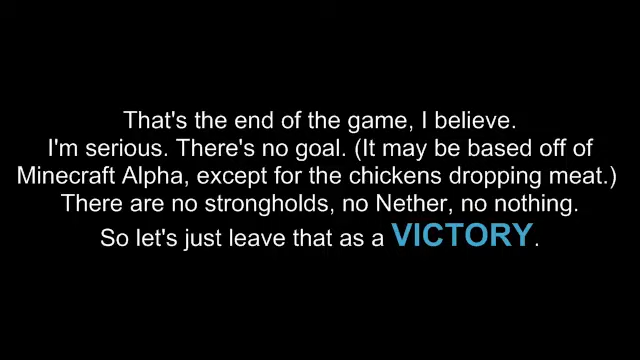 That's the end of the game, I believe.
I'm serious. There's no goal. (It may be based off of
Minecraft Alpha, except for the chickens dropping meat.)
There are no strongholds, no Nether, no nothing.
So let's just leave that as a VICTORY.